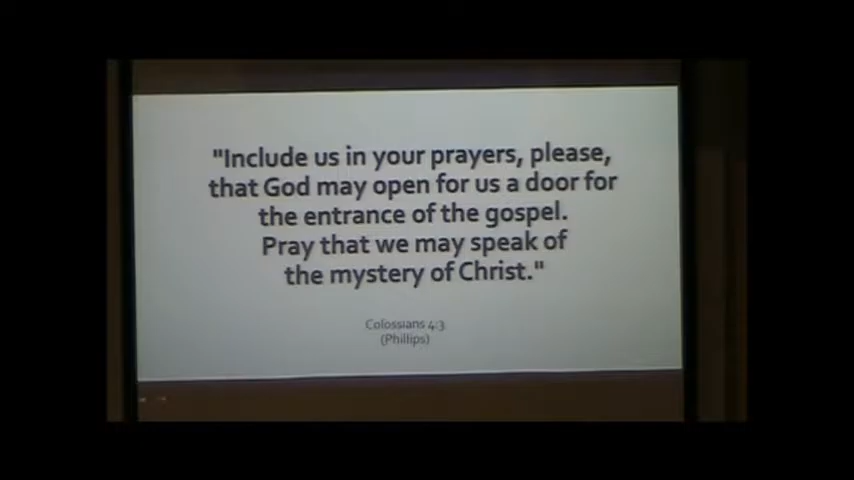 "Include us in your prayers, please,
that God may open for us a door for
the entrance of the gospel.
Pray that we may speak of
the mystery of Christ."
Colossians 4:3
(Phillips)